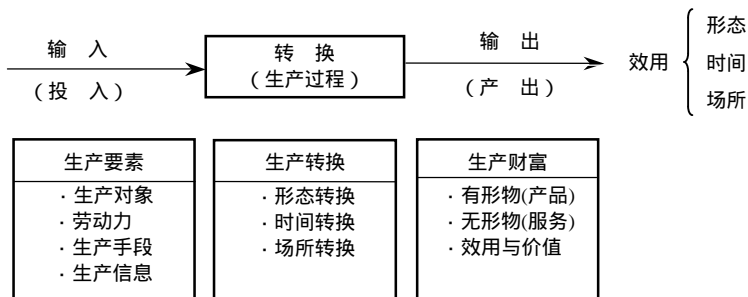 输 入
(投 入)
转 换
(生产过程)
输 出
(产 出)
效用
形态
时间
场所
生产要素
· 生产对象
· 劳动力
· 生产手段
· 生产信息
生产转换
· 形态转换
· 时间转换
· 场所转换
生产财富
· 有形物(产品)
· 无形物(服务)
· 效用与价值